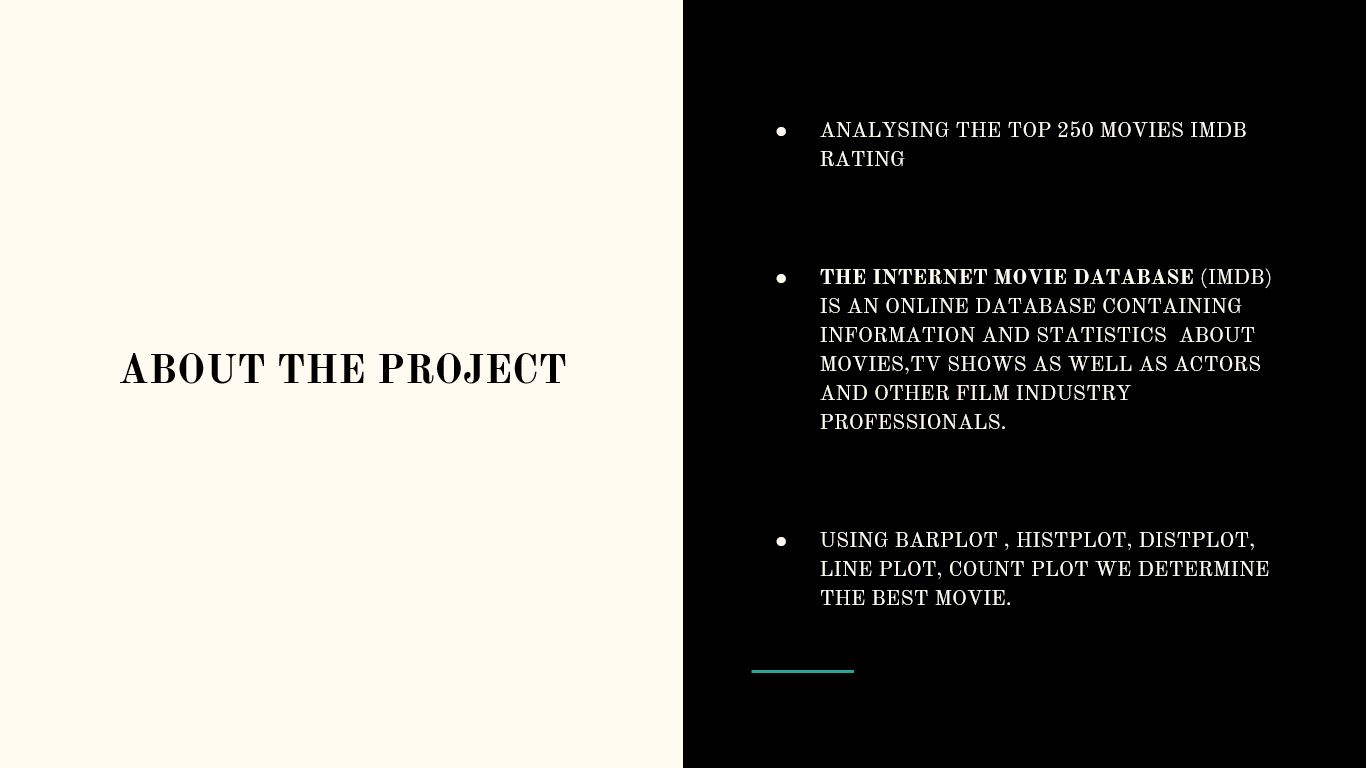 ABOUT THE PROJECT
● ANALYSING THE TOP 250 MOVIES IMDB
RATING
● THE INTERNET MOVIE DATABASE (IMDB)
IS AN ONLINE DATABASE CONTAINING
INFORMATION AND STATISTICS  ABOUT
MOVIES,TV SHOWS AS WELL AS ACTORS
AND OTHER FILM INDUSTRY
PROFESSIONALS.
● USING BARPLOT , HISTPLOT, DISTPLOT,
LINE PLOT, COUNT PLOT WE DETERMINE
THE BEST MOVIE.